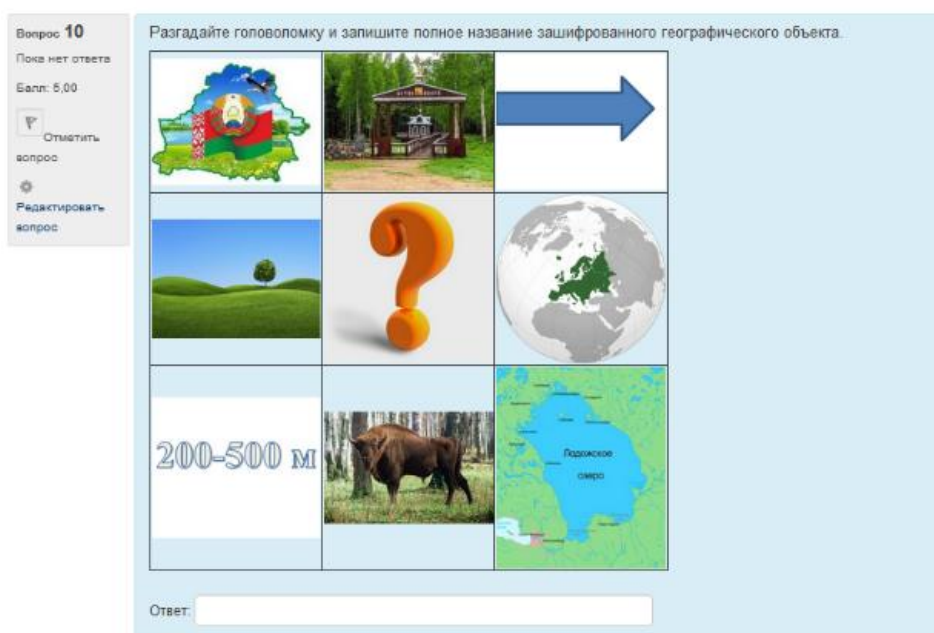 Вопрос 10
Пока нет ответа
Балл: 5,00
Отметить
вопрос
Редактировать
вопрос
Разгадайте головоломку и запишите полное название зашифрованного географического объекта.
?
200-500 м
Ладожское
озеро
Ответ: